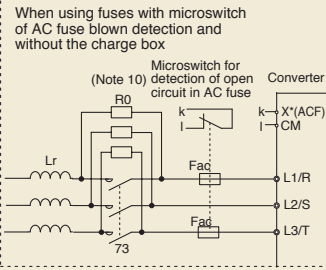 When using fuses with microswitch
of AC fuse blown detection and
without the charge box
Microswitch for
(Note 10) detection of open
circuit in AC fuse
Converter
R0
k
l
k
X*(ACF)
l
CM
Lr
Fac
L1/R
L2/S
Fac
L3/T
73